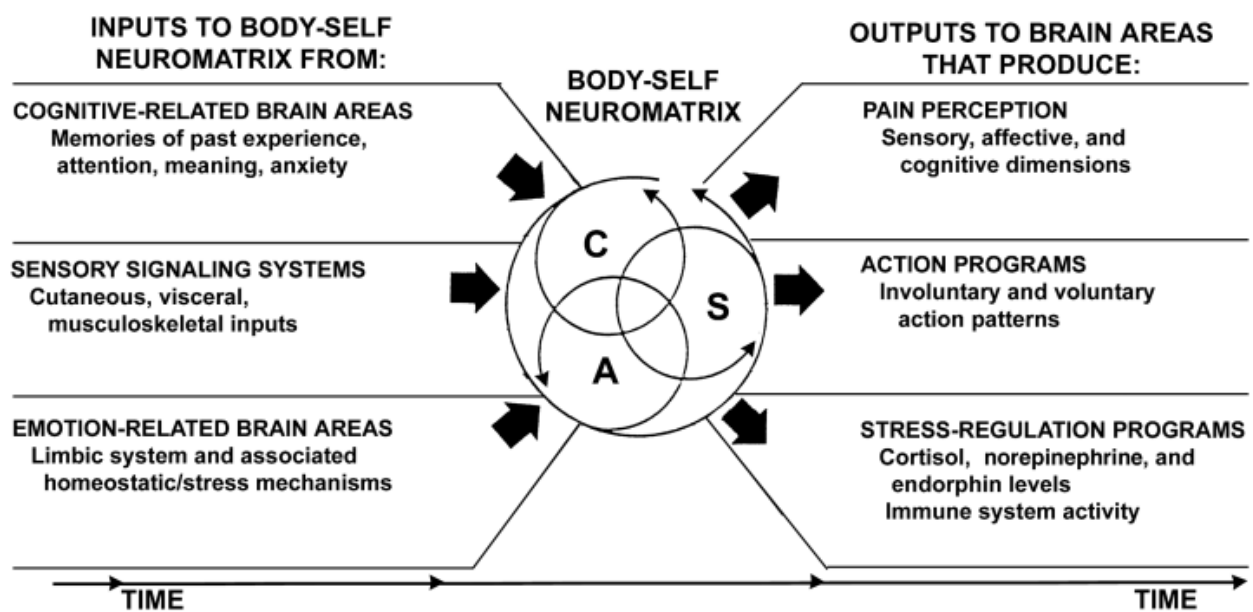 INPUTS TO BODY-SELF
NEUROMATRIX FROM:
COGNITIVE-RELATED BRAIN AREAS
Memories of past experience,
attention, meaning, anxiety
SENSORY SIGNALING SYSTEMS
Cutaneous, visceral,
musculoskeletal inputs
EMOTION-RELATED BRAIN AREAS
Limbic system and associated
homeostatic/stress mechanisms
BODY-SELF
NEUROMATRIX
C
S
A
OUTPUTS TO BRAIN AREAS
THAT PRODUCE:
PAIN PERCEPTION
Sensory, affective, and
cognitive dimensions
ACTION PROGRAMS
Involuntary and voluntary
action patterns
STRESS-REGULATION PROGRAMS
Cortisol, norepinephrine, and
endorphin levels
Immune system activity
TIME
TIME